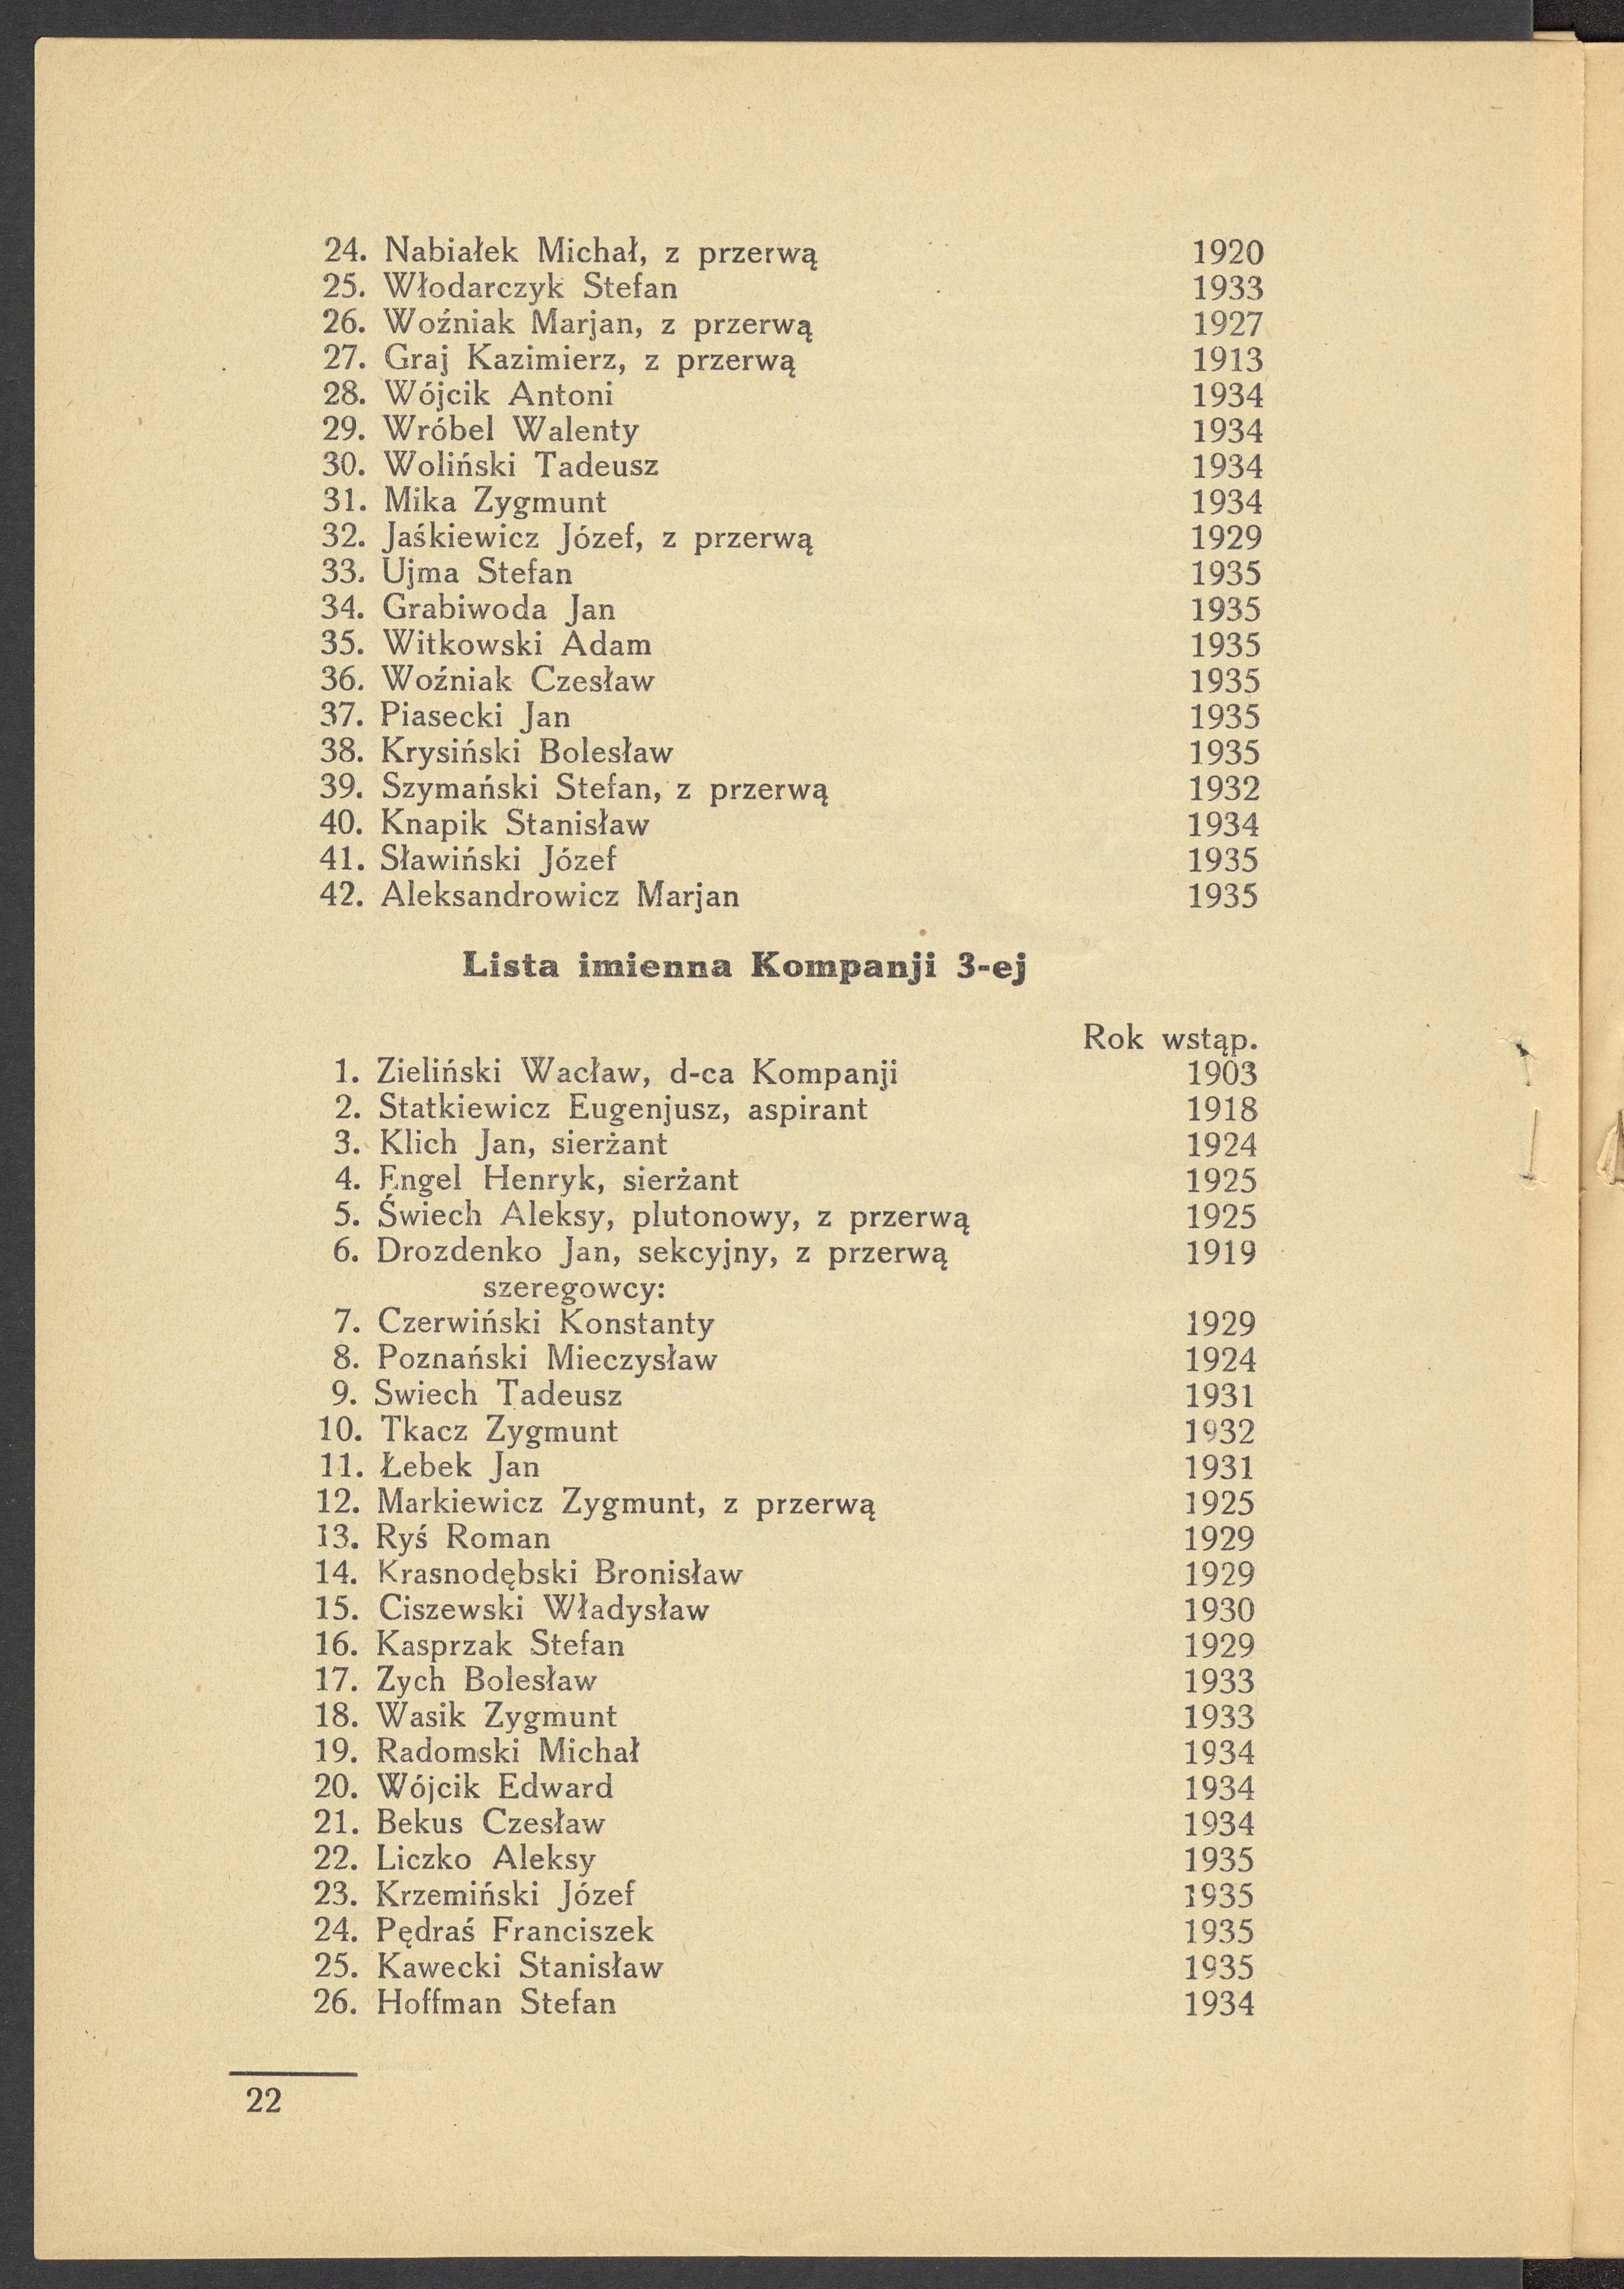 24. Nabiałek Michał, z przerwą 1920
25. Włodarczyk Stefan 1933
26. Woźniak Marjan, z przerwą 1927
27. Graj Kazimierz, z przerwą 1913
28. Wójcik Antoni 1934
29. Wróbel Walenty 1934
30. Woliński Tadeusz 1934
31. Mika Zygmunt 1934
32. Jaśkiewicz Józef, z przerwą 1929
33. Ujma Stefan 1935
34. Grabiwoda Jan 1935
35. Witkowski Adam 1935
36. Woźniak Czesław 1935
37. Piasecki Jan 1935
38. Krysiński Bolesław 1935
39. Szymański Stefan, z przerwą 1932
40. Knapik Stanisław 1934
41. Sławiński Józef 1935
42. Aleksandrowicz Marjan 1935
Lista imienna Kompanji 3-ej
Rok wstąp.
1. Zieliński Wacław, d-ca Kompanji 1903
2. Statkiewicz Eugenjusz, aspirant 1918
3. Klich Jan, sierżant 1924
4. Engel Henryk, sierżant 1925
5. Świech Aleksy, plutonowy, z przerwą 1925
6. Drozdenko Jan, sekcyjny, z przerwą 1919
szeregowcy:
7. Czerwiński Konstanty 1929
8. Poznański Mieczysław 1924
9. Swiech Tadeusz 1931
10. Tkacz Zygmunt 1932
11. Łebek Jan 1931
12. Markiewicz Zygmunt, z przerwą 1925
13. Ryś Roman 1929
14. Krasnodębski Bronisław 1929
15. Ciszewski Władysław 1930
16. Kasprzak Stefan 1929
17. Zych Bolesław 1933
18. Wasik Zygmunt 1933
19. Radomski Michał 1934
20. Wójcik Edward 1934
21. Bekus Czesław 1934
22. Liczko Aleksy 1935
23. Krzemiński Józef 1935
24. Pędraś Franciszek 1935
25. Kawecki Stanisław 1935
26. Hoffman Stefan 1934
22